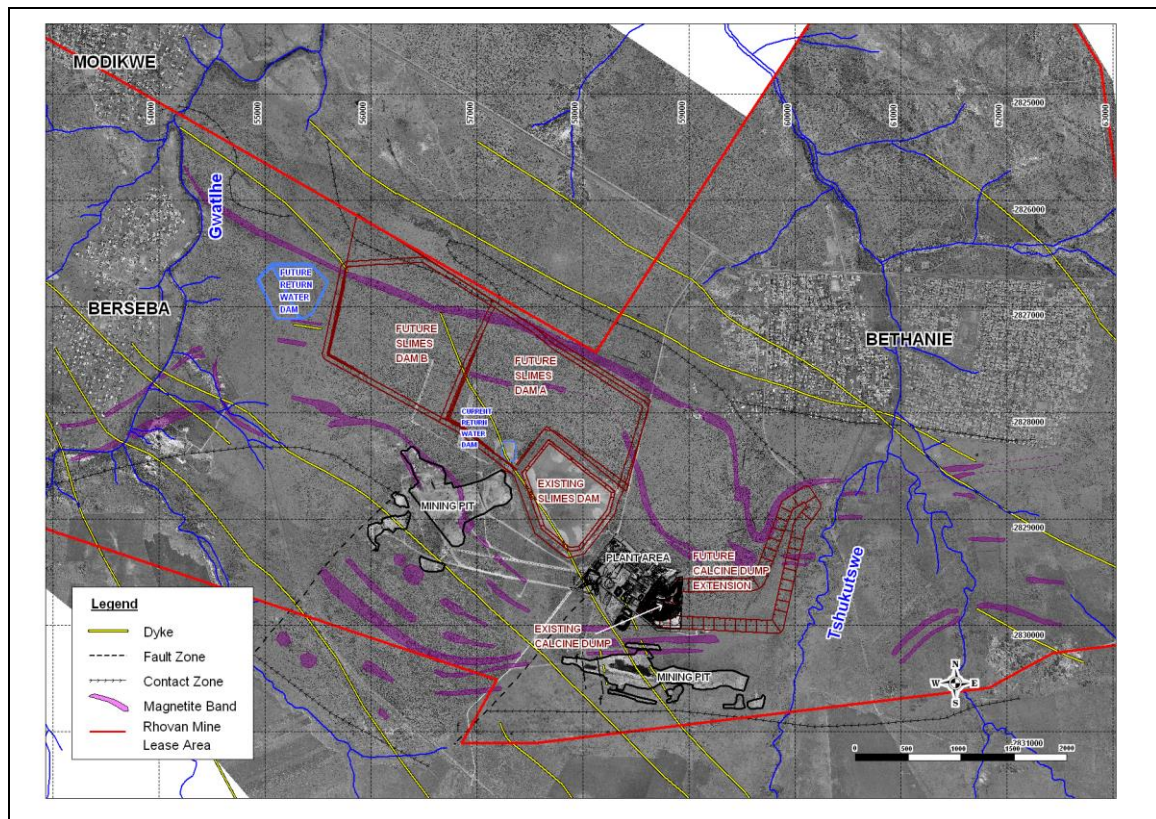 MODIKWE
54000
55000
56000
57000
58000
59000
60000
61000
62000
63000
2825000
Gwatlhe
2826000
BERSEBA
FUTURE
RETURN
WATER
DAM
FUTURE
SLIMES
DAM B
FUTURE
SLIMES
DAM A
2827000
BETHANIE
CURRENT
RETURN
WATER
DAM
2828000
EXISTING
SLIMES DAM
MINING PIT
2829000
PLANT AREA
FUTURE
CALCINE DUMP
EXTENSION
Tshukutswe
EXISTING
CALCINE DUMP
2830000
MINING PIT
N
W
E
S
2831000
0
500
1000
1500
2000
Legend
Dyke
Fault Zone
Contact Zone
Magnetite Band
Rhovan Mine
Lease Area